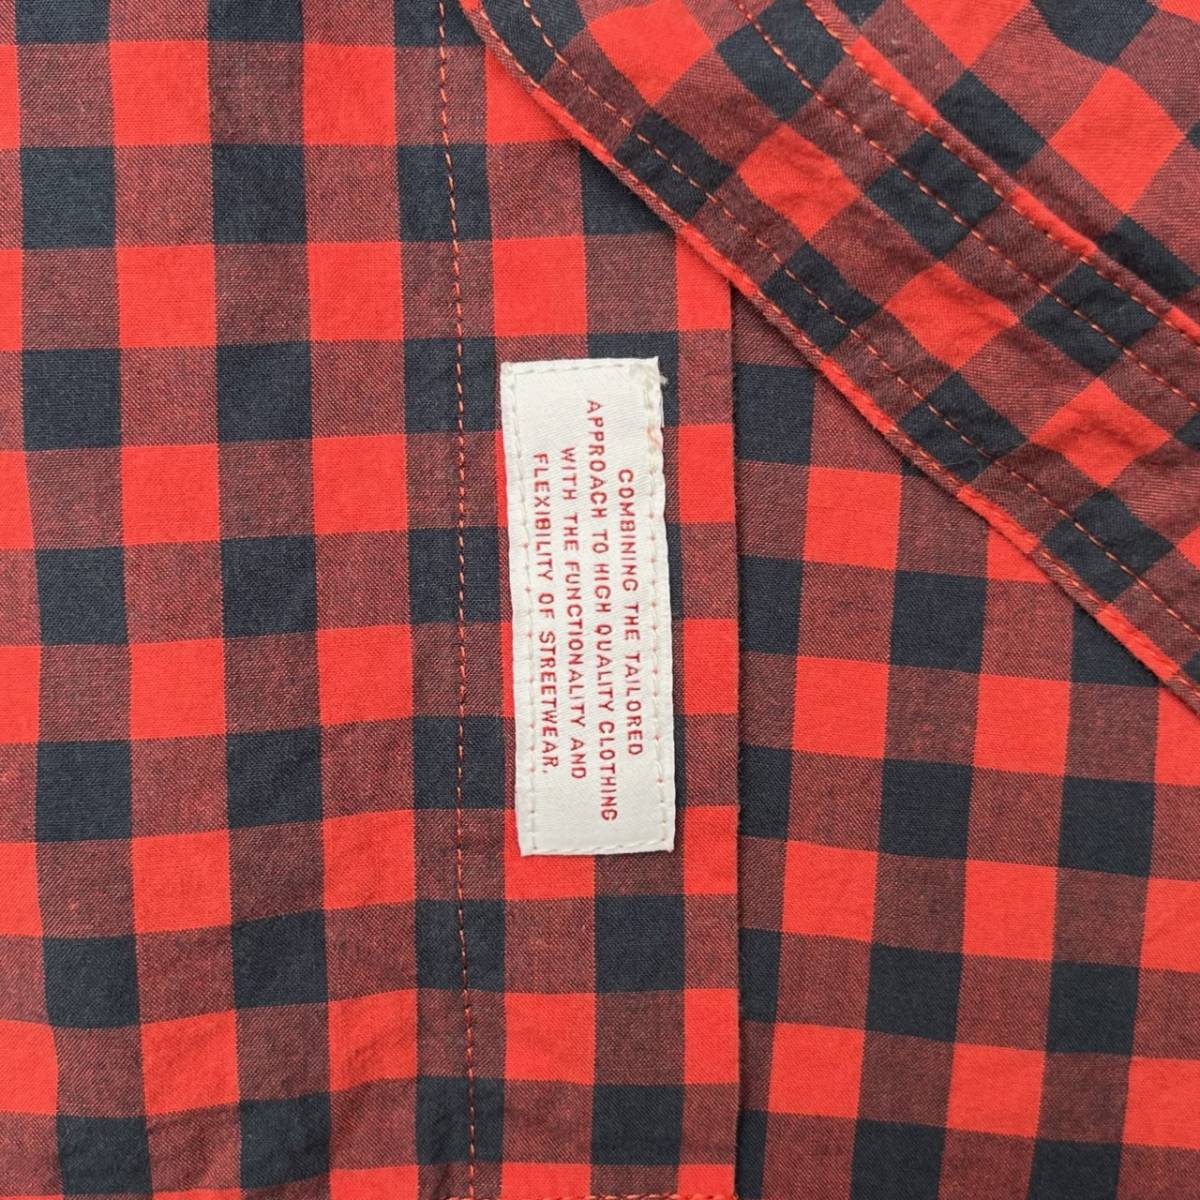 COMBINING THE TAILORED
APPROACH TO HIGH QUALITY CLOTHING
WITH THE FUNCTIONALITY AND
FLEXIBILITY OF STREETWEAR.